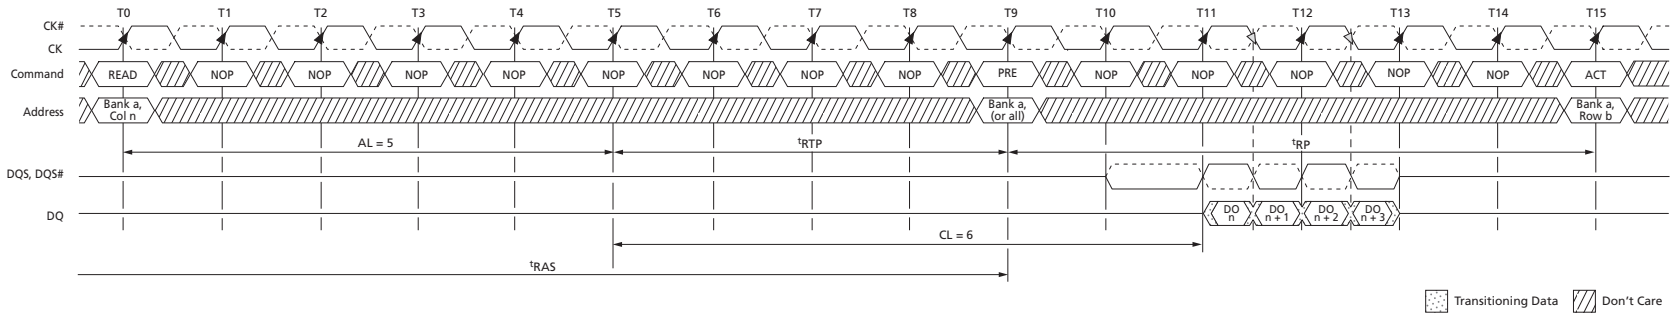 T0 T1 T2 T3 T4 T5 T6 T7 T8 T9 T10 T11 T12 T13 T14 T15
CK#
CK
Command READ NOP NOP NOP NOP NOP NOP NOP NOP PRE NOP NOP NOP NOP NOP ACT
Address Bank a, Col n Bank a, (or all) Bank a, Row b
AL = 5 tRTP tRP
DQS, DQS#
DQ DO n DO n + 1 DO n + 2 DO n + 3
CL = 6
tRAS
Transitioning Data Don't Care